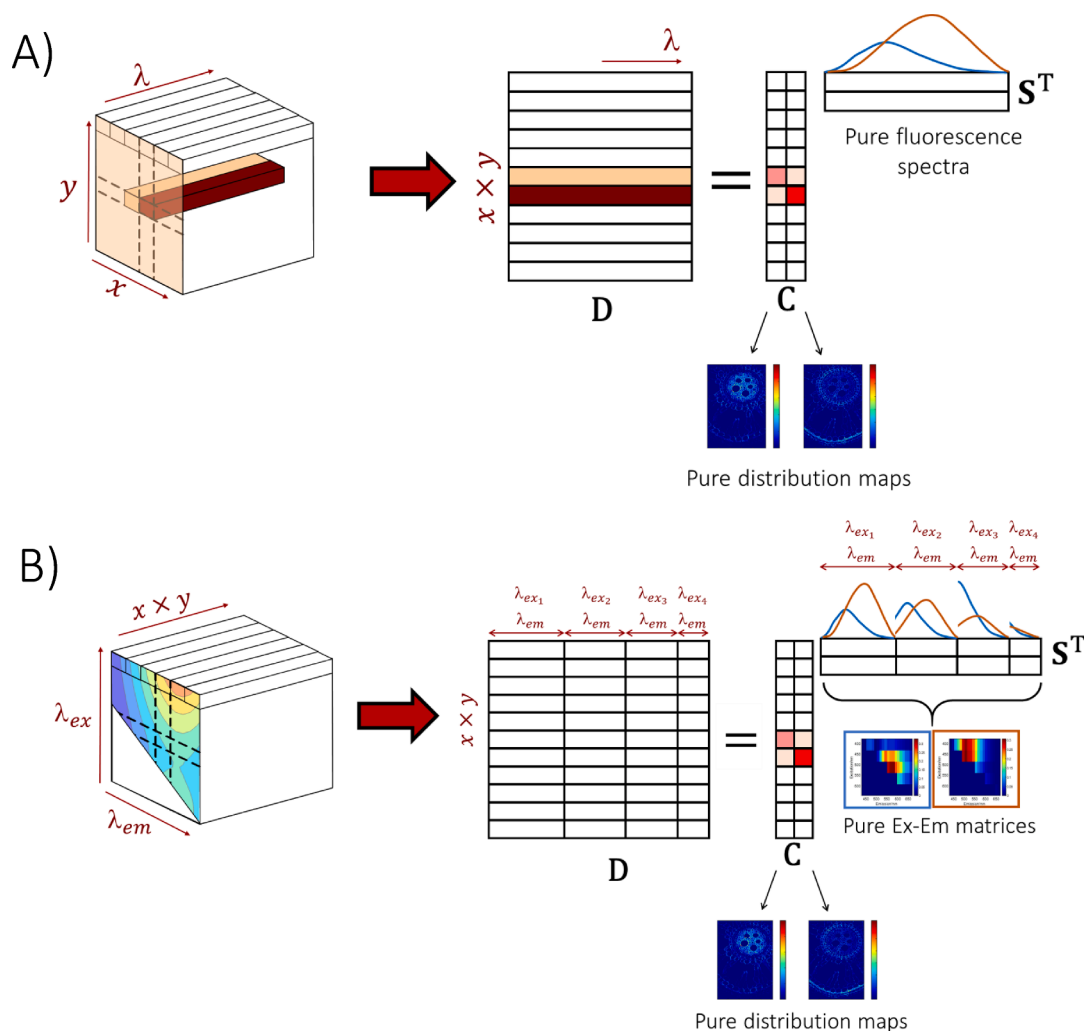 A)
λ
y
x
λ
x × y
D
=
C
S^T
Pure fluorescence
spectra
Pure distribution maps
B)
x × y
λ_ex
λ_em
λ_ex1 λ_ex2 λ_ex3 λ_ex4
λ_em λ_em λ_em λ_em
x × y
D
=
C
λ_ex1 λ_ex2 λ_ex3 λ_ex4
λ_em λ_em λ_em λ_em
S^T
Pure Ex-Em matrices
Pure distribution maps